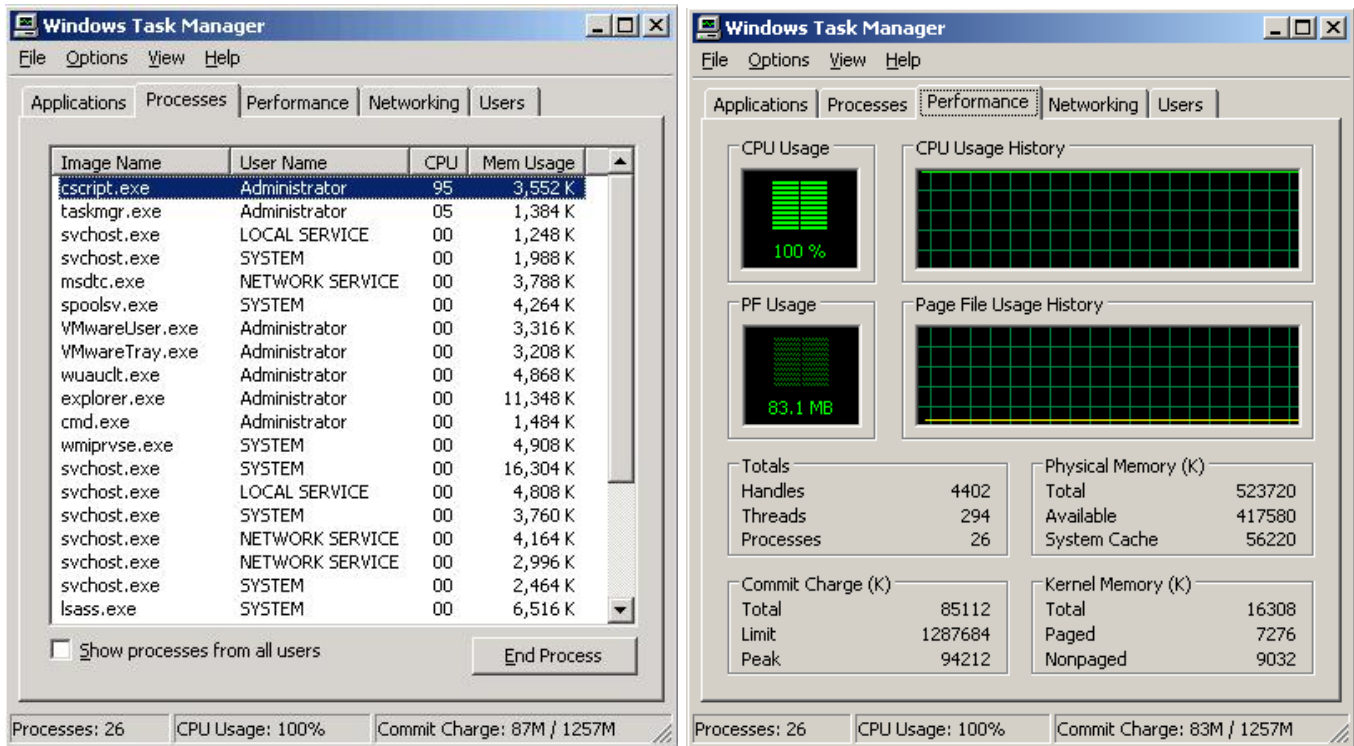 Windows Task Manager
File Options View Help
Applications Processes Performance Networking Users
Image Name User Name CPU Mem Usage
cscript.exe Administrator 95 3,552 K
taskmgr.exe Administrator 05 1,384 K
svchost.exe LOCAL SERVICE 00 1,248 K
svchost.exe SYSTEM 00 1,988 K
msdtc.exe NETWORK SERVICE 00 3,788 K
spoolsv.exe SYSTEM 00 4,264 K
VMwareUser.exe Administrator 00 3,316 K
VMwareTray.exe Administrator 00 3,208 K
wuauclt.exe Administrator 00 4,868 K
explorer.exe Administrator 00 11,348 K
cmd.exe Administrator 00 1,484 K
wmiprvse.exe SYSTEM 00 4,908 K
svchost.exe SYSTEM 00 16,304 K
svchost.exe LOCAL SERVICE 00 4,808 K
svchost.exe SYSTEM 00 3,760 K
svchost.exe NETWORK SERVICE 00 4,164 K
svchost.exe NETWORK SERVICE 00 2,996 K
svchost.exe SYSTEM 00 2,464 K
lsass.exe SYSTEM 00 6,516 K
Show processes from all users
End Process
Processes: 26 CPU Usage: 100% Commit Charge: 87M / 1257M
Windows Task Manager
File Options View Help
Applications Processes Performance Networking Users
CPU Usage CPU Usage History
100 %
PF Usage Page File Usage History
83.1 MB
Totals
Handles 4402
Threads 294
Processes 26
Physical Memory (K)
Total 523720
Available 417580
System Cache 56220
Commit Charge (K)
Total 85112
Limit 1287684
Peak 94212
Kernel Memory (K)
Total 16308
Paged 7276
Nonpaged 9032
Processes: 26 CPU Usage: 100% Commit Charge: 83M / 1257M